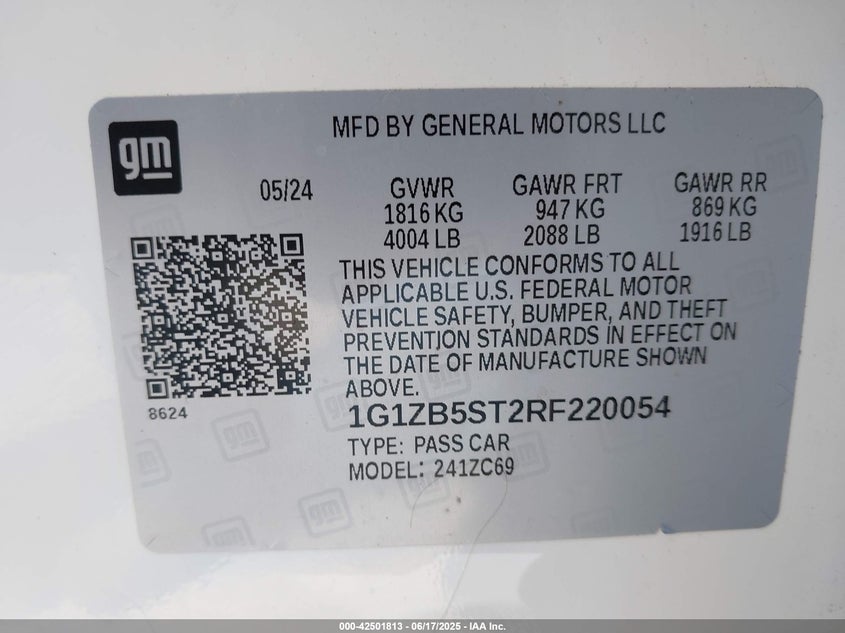 gm
MFD BY GENERAL MOTORS LLC
05/24
GVWR
1816 KG
4004 LB
GAWR FRT
947 KG
2088 LB
GAWR RR
869 KG
1916 LB
THIS VEHICLE CONFORMS TO ALL
APPLICABLE U.S. FEDERAL MOTOR
VEHICLE SAFETY, BUMPER, AND THEFT
PREVENTION STANDARDS IN EFFECT ON
THE DATE OF MANUFACTURE SHOWN
ABOVE.
8624
1G1ZB5ST2RF220054
TYPE: PASS CAR
MODEL: 241ZC69
gm
000-42501813 - 06/17/2025 - IAA Inc.